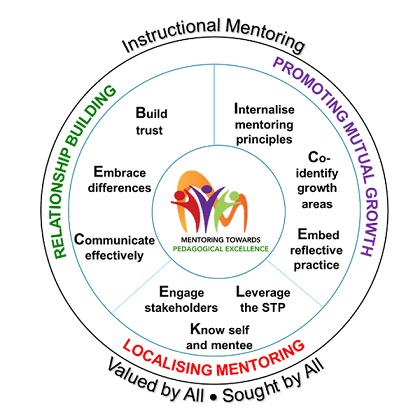 Instructional Mentoring
RELATIONSHIP BUILDING
Build
trust
Embrace
differences
Communicate
effectively
PROMOTING MUTUAL GROWTH
Internalise
mentoring
principles
Co-
identify
growth
areas
Embed
reflective
practice
MENTORING TOWARDS
PEDAGOGICAL EXCELLENCE
Engage
stakeholders
Leverage
the STP
Know self
and mentee
LOCALISING MENTORING
Valued by All • Sought by All